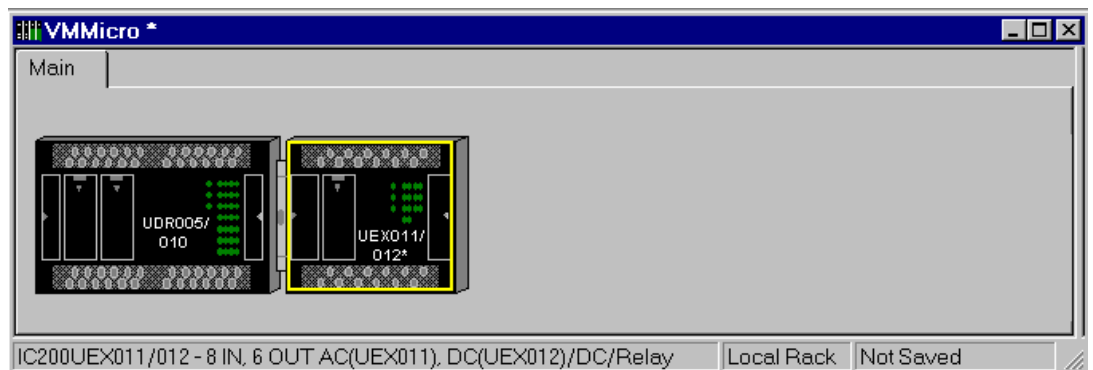 VMMicro *
Main
UDR005/
010
UEX011/
012*
IC200UEX011/012 - 8 IN, 6 OUT AC(UEX011), DC(UEX012)/DC/Relay
Local Rack
Not Saved